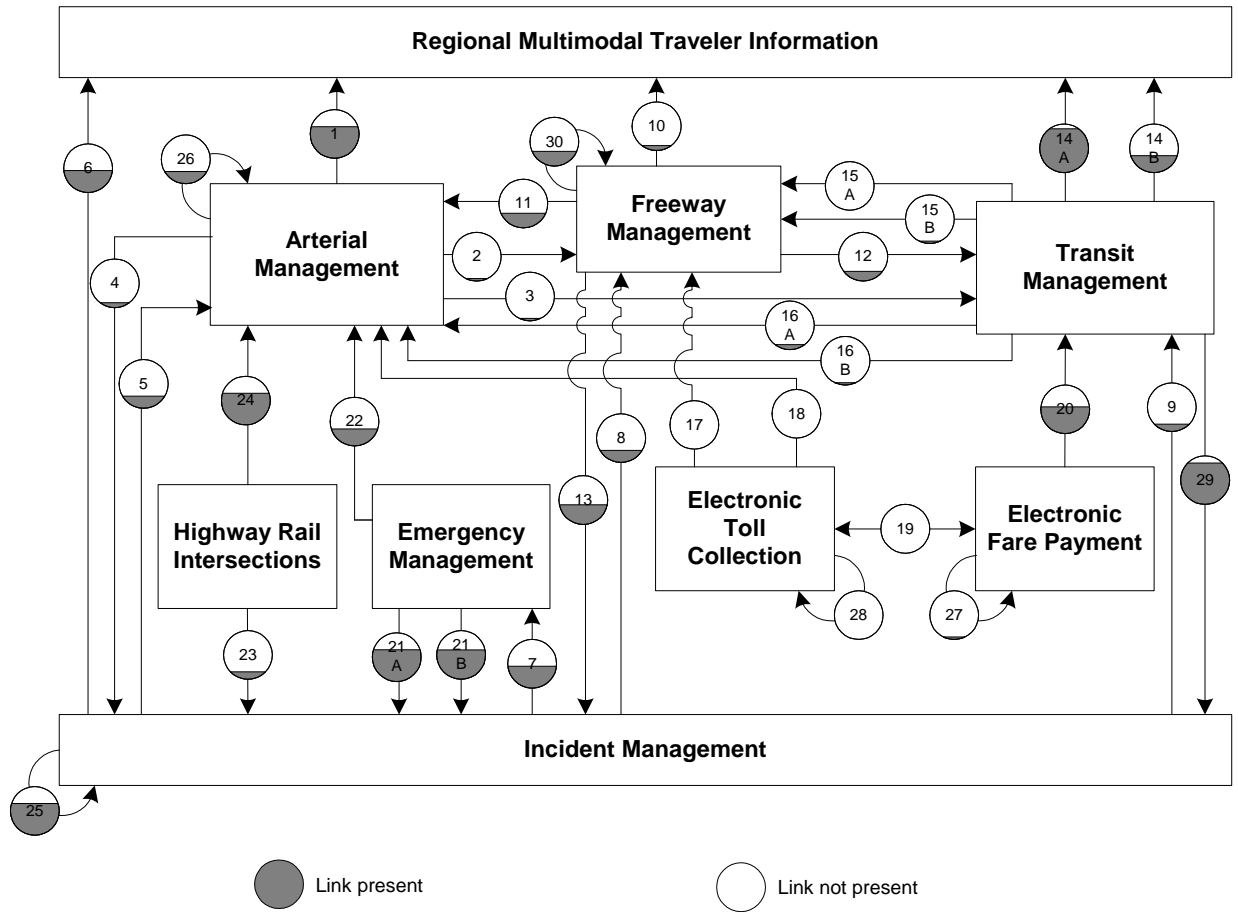 Regional Multimodal Traveler Information
6
26
1
30
10
14
A
14
B
11
15
A
15
B
Arterial
Management
Freeway
Management
Transit
Management
2
12
4
3
16
A
16
B
5
24
22
8
17
18
20
9
29
13
Highway Rail
Intersections
Emergency
Management
Electronic
Toll
Collection
19
Electronic
Fare Payment
23
21
A
21
B
7
28
27
Incident Management
25
Link present
Link not present